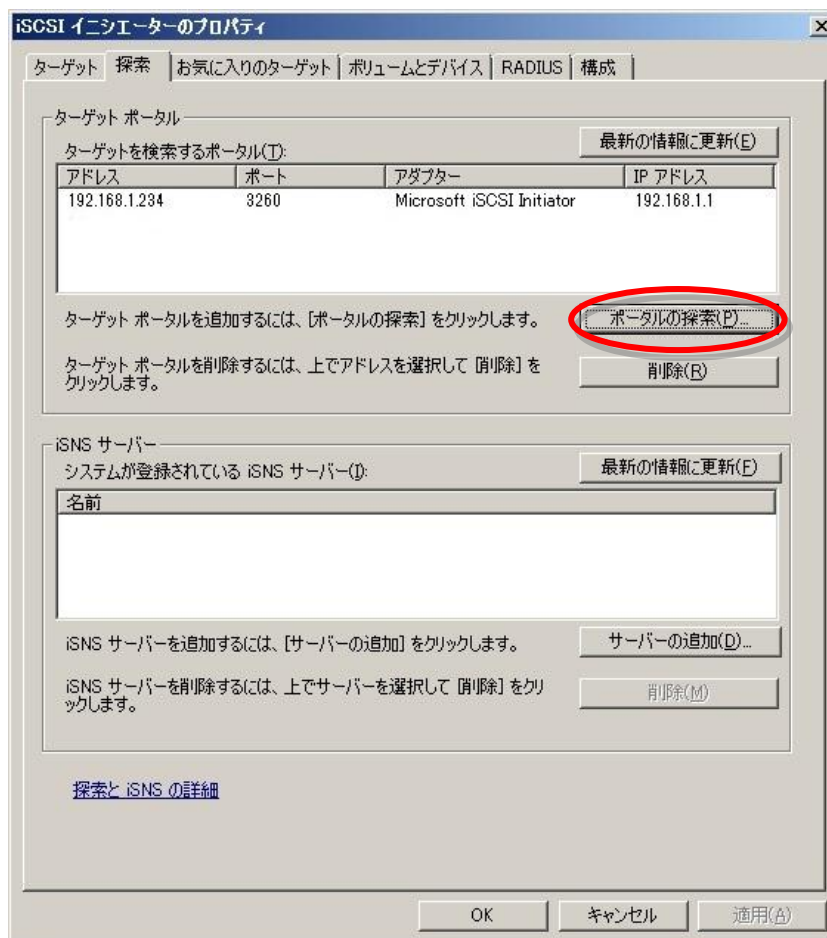 iSCSI イニシエーターのプロパティ
ターゲット 探索 お気に入りのターゲット ボリュームとデバイス RADIUS 構成
ターゲット ポータル
ターゲットを検索するポータル(T):
最新の情報に更新(E)
アドレス ポート アダプター IP アドレス
192.168.1.234 3260 Microsoft iSCSI Initiator 192.168.1.1
ターゲット ポータルを追加するには、[ポータルの探索] をクリックします。
ポータルの探索(P)...
ターゲット ポータルを削除するには、上でアドレスを選択して [削除] を
クリックします。
削除(R)
iSNS サーバー
システムが登録されている iSNS サーバー(I):
最新の情報に更新(F)
名前
iSNS サーバーを追加するには、[サーバーの追加] をクリックします。
サーバーの追加(D)...
iSNS サーバーを削除するには、上でサーバーを選択して [削除] をクリ
ックします。
削除(M)
探索と iSNS の詳細
OK キャンセル 適用(A)